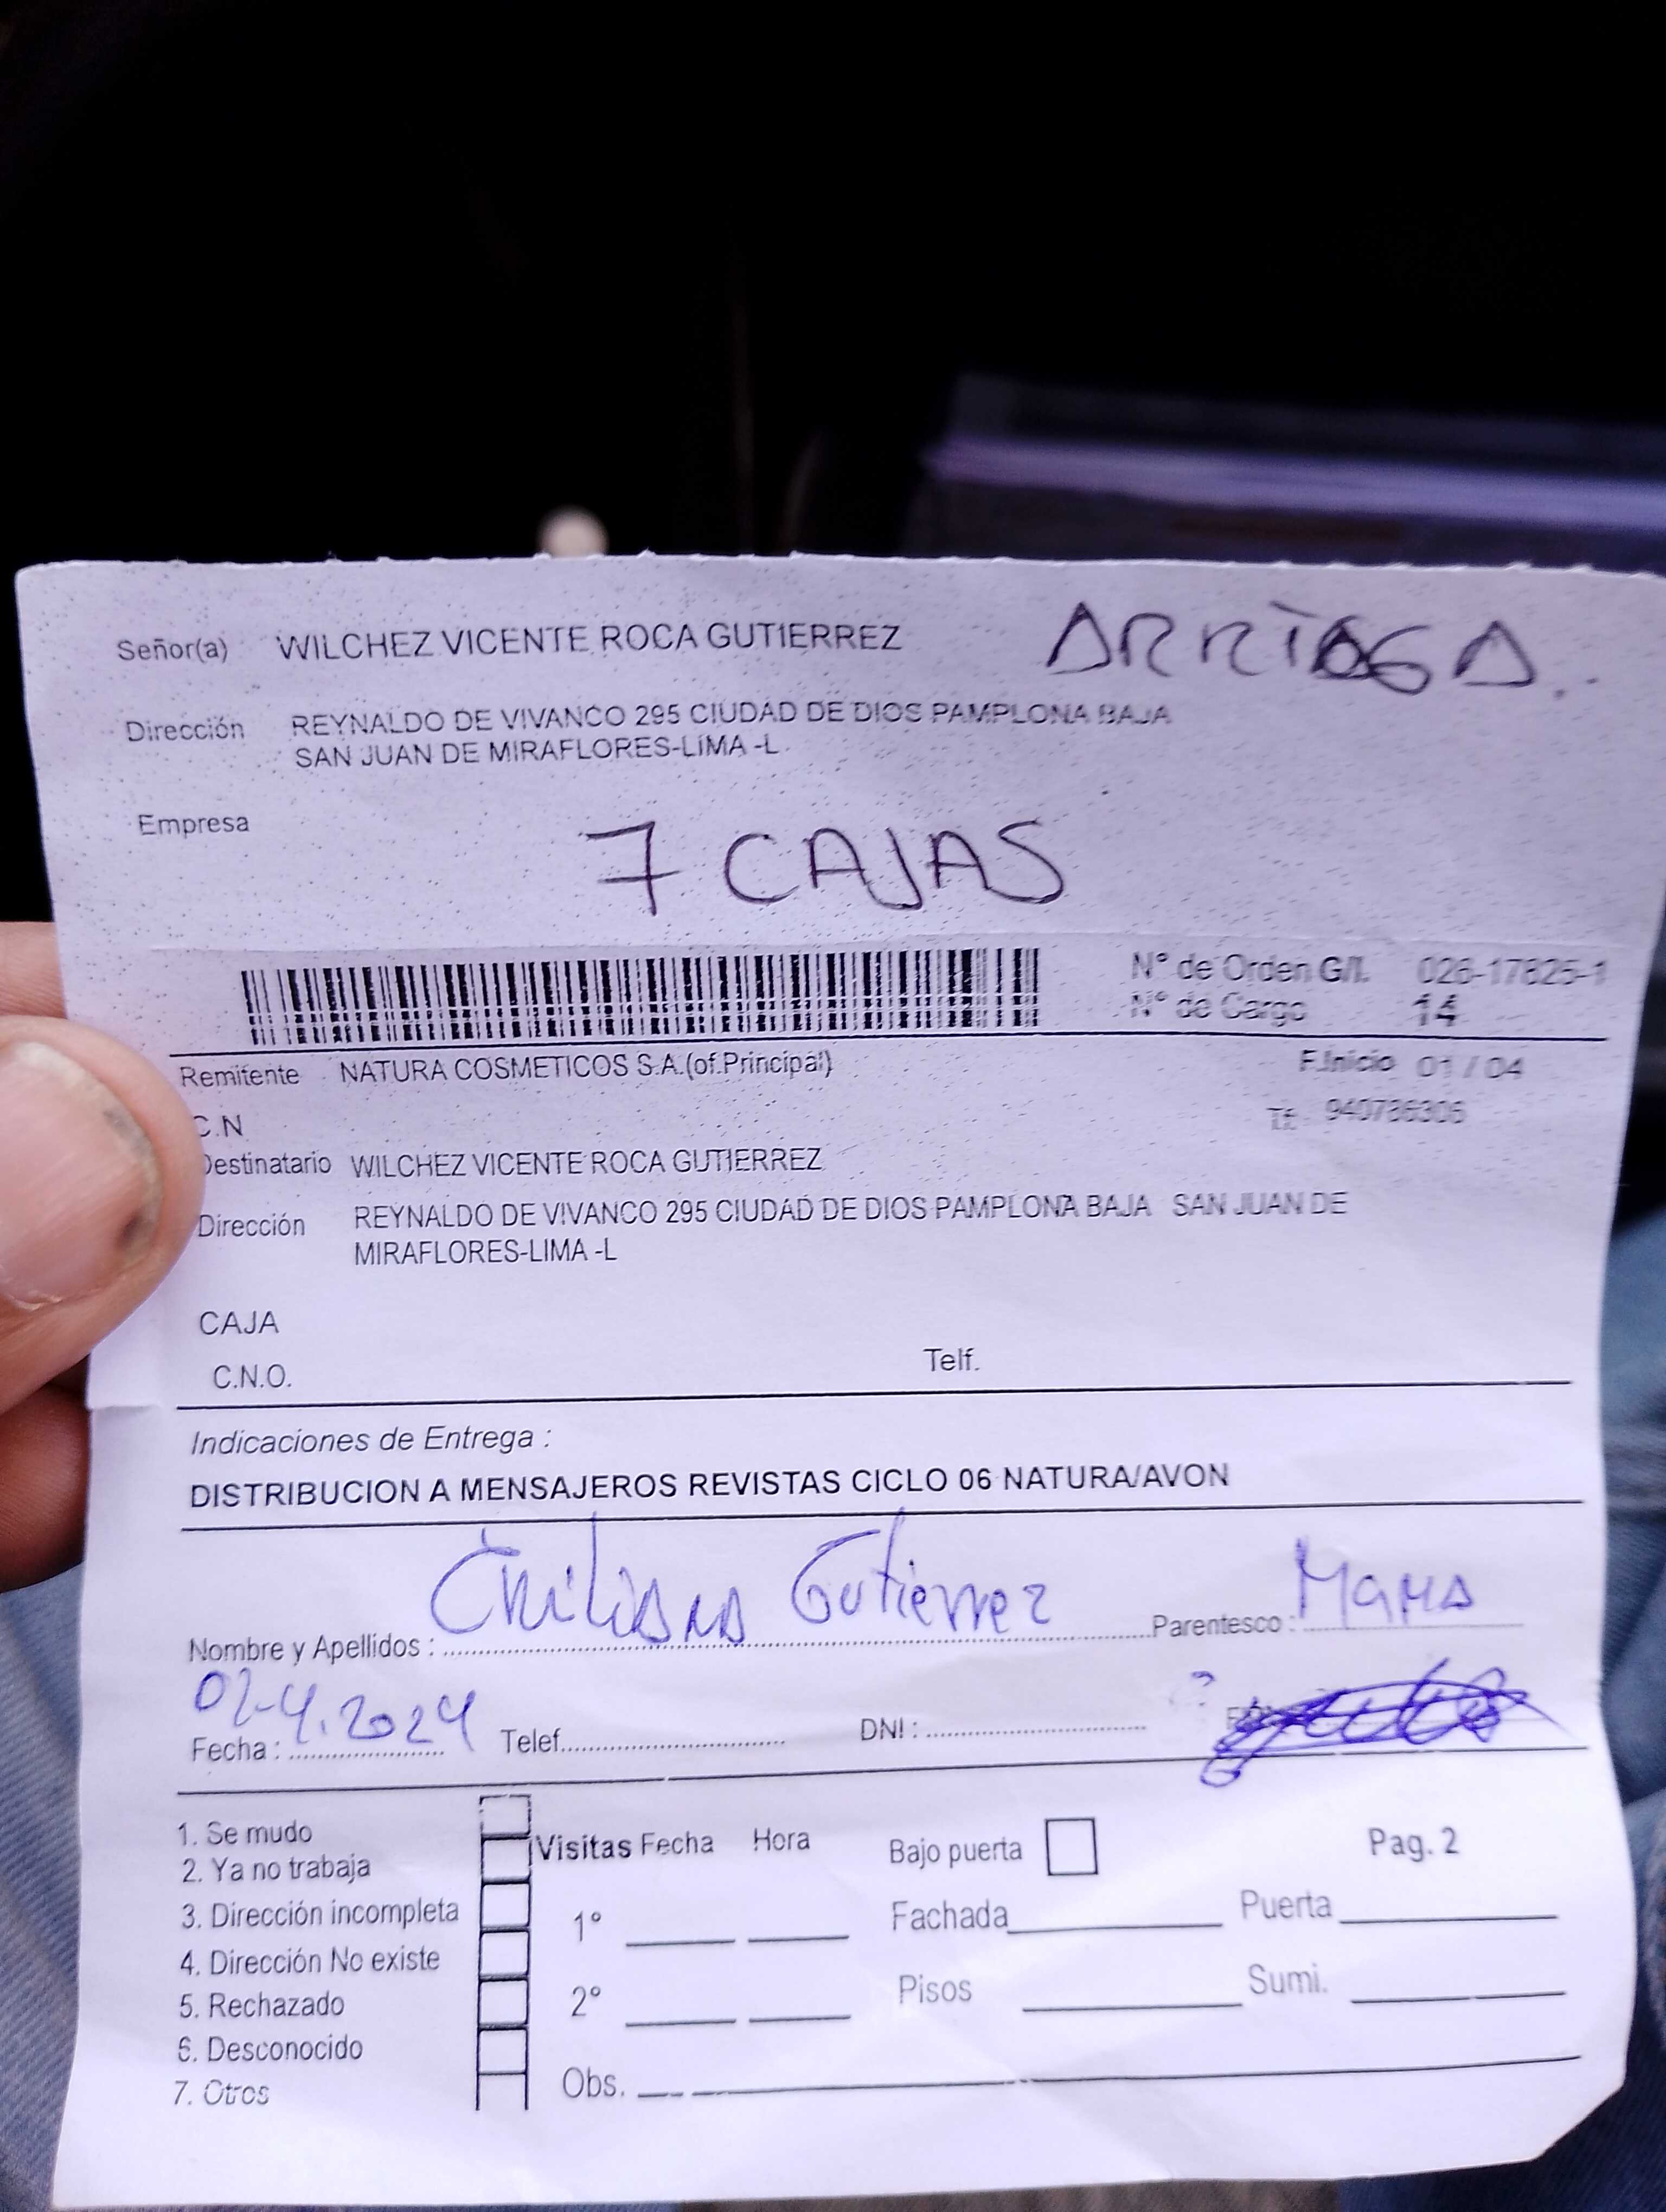 Señor(a) WILCHEZ VICENTE ROCA GUTIERREZ ARRIAGA..
Dirección REYNALDO DE VIVANCO 295 CIUDAD DE DIOS PAMPLONA BAJA
SAN JUAN DE MIRAFLORES-LIMA -L
Empresa
7 CAJAS
Nº de Orden G/I. 026-17825-1
Nº de Cargo 14
Remitente NATURA COSMETICOS S.A.(of.Principal) F.Inicio 01 / 04
C.N Tf. 940786306
Destinatario WILCHEZ VICENTE ROCA GUTIERREZ
Dirección REYNALDO DE VIVANCO 295 CIUDAD DE DIOS PAMPLONA BAJA SAN JUAN DE
MIRAFLORES-LIMA -L
CAJA
C.N.O. Telf.
Indicaciones de Entrega :
DISTRIBUCION A MENSAJEROS REVISTAS CICLO 06 NATURA/AVON
Nombre y Apellidos : Gutierrez Parentesco : MAMA
Fecha : 02-4.2024 Telef. DNI :
1. Se mudo
2. Ya no trabaja
3. Dirección incompleta
4. Dirección No existe
5. Rechazado
6. Desconocido
7. Otros
Visitas Fecha Hora Bajo puerta Pag. 2
1º Fachada Puerta
2º Pisos Sumi.
Obs.